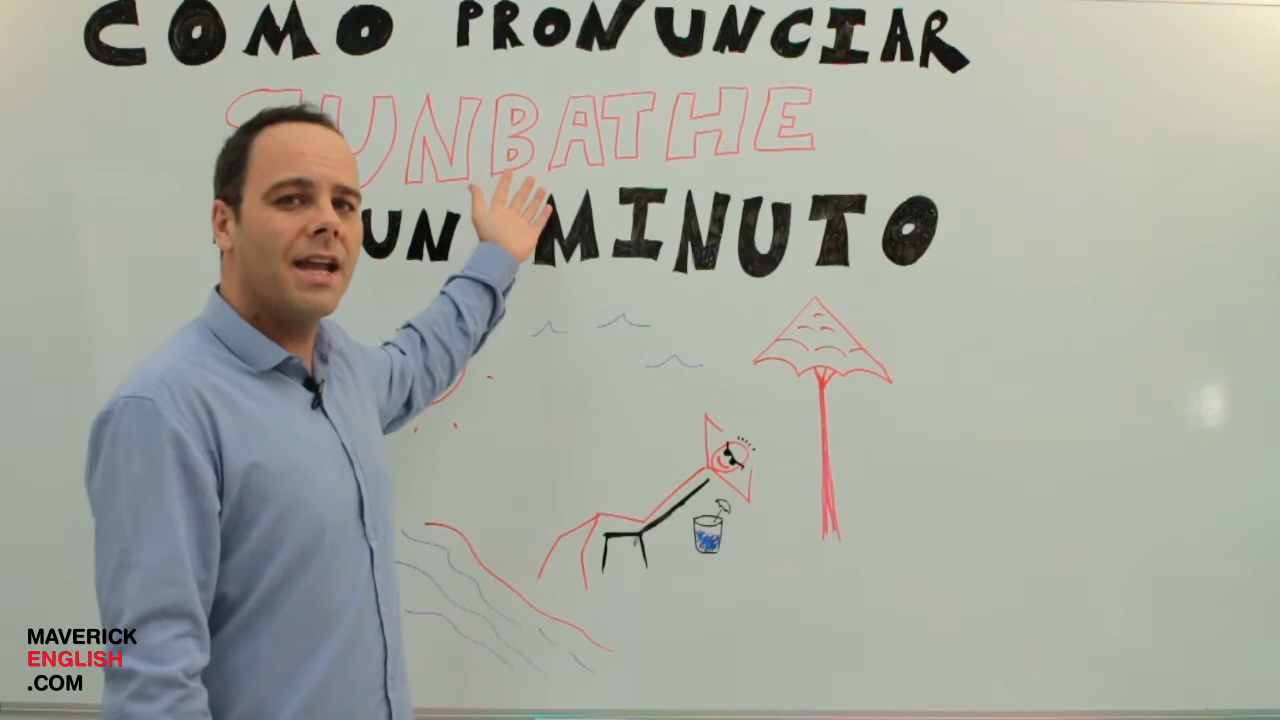 COMO PRONUNCIAR
SUNBATHE
UN MINUTO
MAVERICK
ENGLISH
.COM